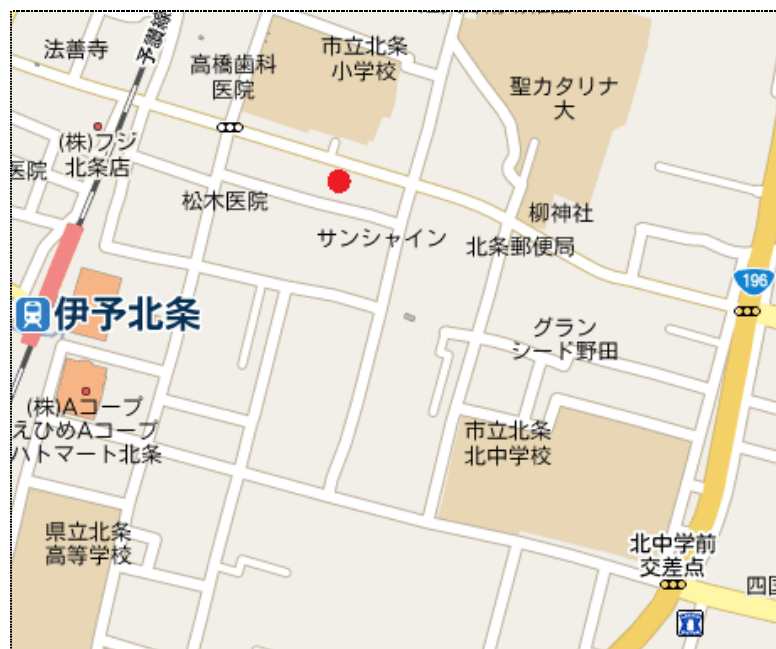 法善寺
予讃線
高橋歯科
医院
市立北条
小学校
聖カタリナ
大
(株)フジ
北条店
医院
松木医院
サンシャイン
柳神社
北条郵便局
196
伊予北条
グラン
シード野田
(株)Aコープ
えひめAコープ
ハトマート北条
市立北条
北中学校
県立北条
高等学校
北中学前
交差点
四国